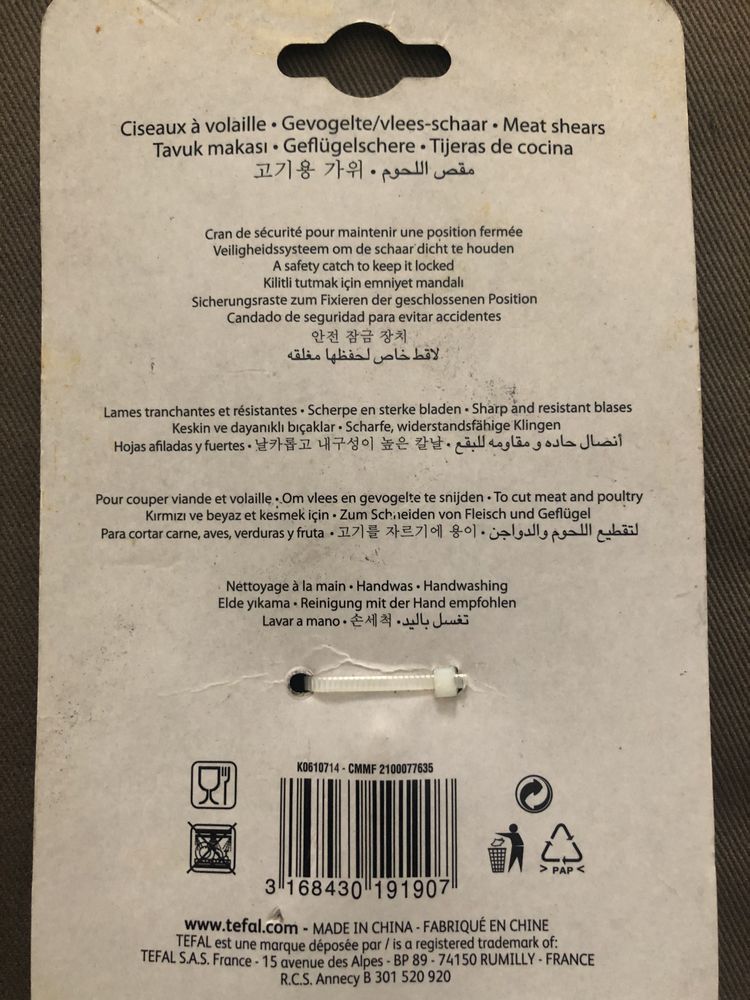 Ciseaux à volaille • Gevogelte/vlees-schaar • Meat shears
Tavuk makası • Geflügelschere • Tijeras de cocina
고기용 가위 • مقص اللحوم
Cran de sécurité pour maintenir une position fermée
Veiligheidssysteem om de schaar dicht te houden
A safety catch to keep it locked
Kilitli tutmak için emniyet mandalı
Sicherungsraste zum Fixieren der geschlossenen Position
Candado de seguridad para evitar accidentes
안전 잠금 장치
لاقط خاص لحفظها مغلقه
Lames tranchantes et résistantes • Scherpe en sterke bladen • Sharp and resistant blases
Keskin ve dayanıklı bıçaklar • Scharfe, widerstandsfähige Klingen
Hojas afiladas y fuertes • 날카롭고 내구성이 높은 칼날 • أنصال حاده و مقاومه للبقع
Pour couper viande et volaille • Om vlees en gevogelte te snijden • To cut meat and poultry
Kırmızı ve beyaz et kesmek için • Zum Schneiden von Fleisch und Geflügel
Para cortar carne, aves, verduras y fruta • 고기를 자르기에 용이 • لتقطيع اللحوم والدواجن
Nettoyage à la main • Handwas • Handwashing
Elde yıkama • Reinigung mit der Hand empfohlen
Lavar a mano • 손세척 • تغسل باليد
K0610714 - CMMF 2100077635
3 168430 191907
> PAP <
www.tefal.com - MADE IN CHINA - FABRIQUÉ EN CHINE
TEFAL est une marque déposée par / is a registered trademark of:
TEFAL S.A.S. France - 15 avenue des Alpes - BP 89 - 74150 RUMILLY - FRANCE
R.C.S. Annecy B 301 520 920